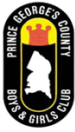 PRINCE GEORGE'S COUNTY
BOYS & GIRLS CLUB